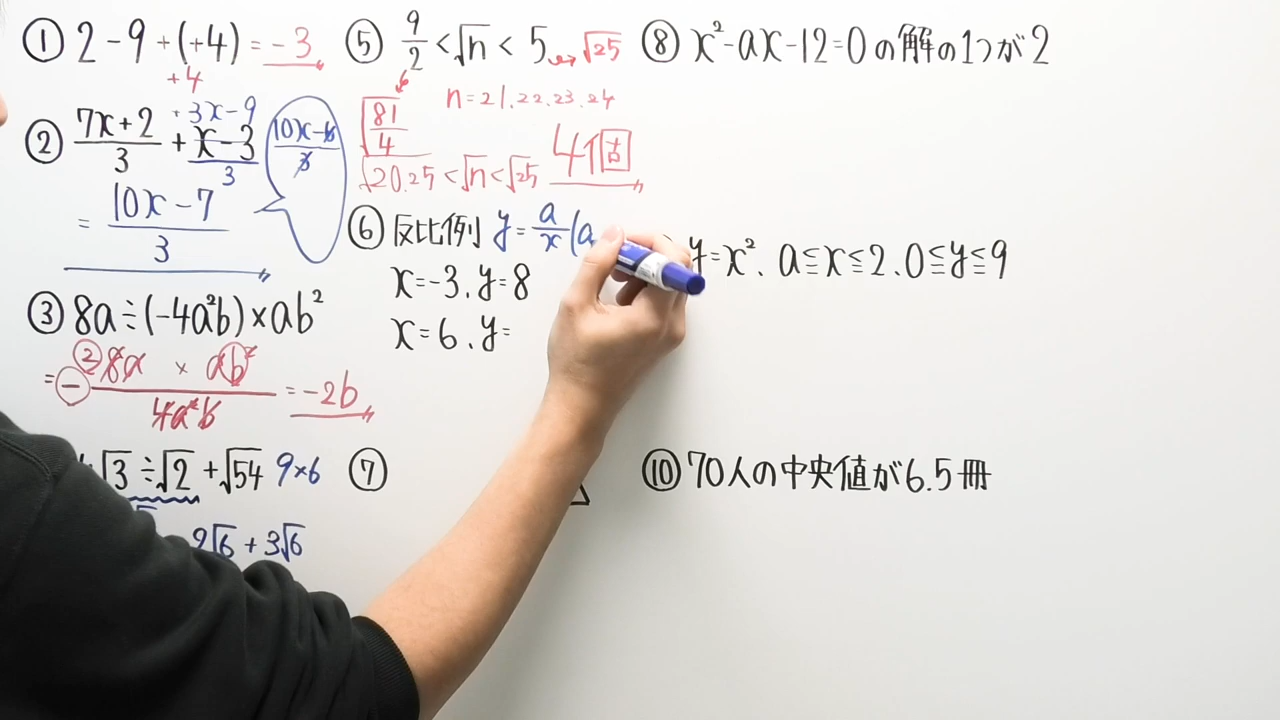 ① 2-9+(+4)=-3
+4
② (7x+2)/3 + (x-3)
+3x-9
3
= (10x-7)/3
③ 8a÷(-4a²b)×ab²
= - ② 8a × ab² / 4a²b = -2b
√3÷√2+√54 9×6
2√6+3√6
⑤ 9/2<√n<5 → √25
n=21.22.23.24
√(81/4)
√20.25<√n<√25 4個
⑥ 反比例 y=a/x (a
x=-3.y=8
x=6.y=
⑦
⑧ x²-ax-12=0の解の1つが2
y=x². a≦x≦2.0≦y≦9
⑩ 70人の中央値が6.5冊